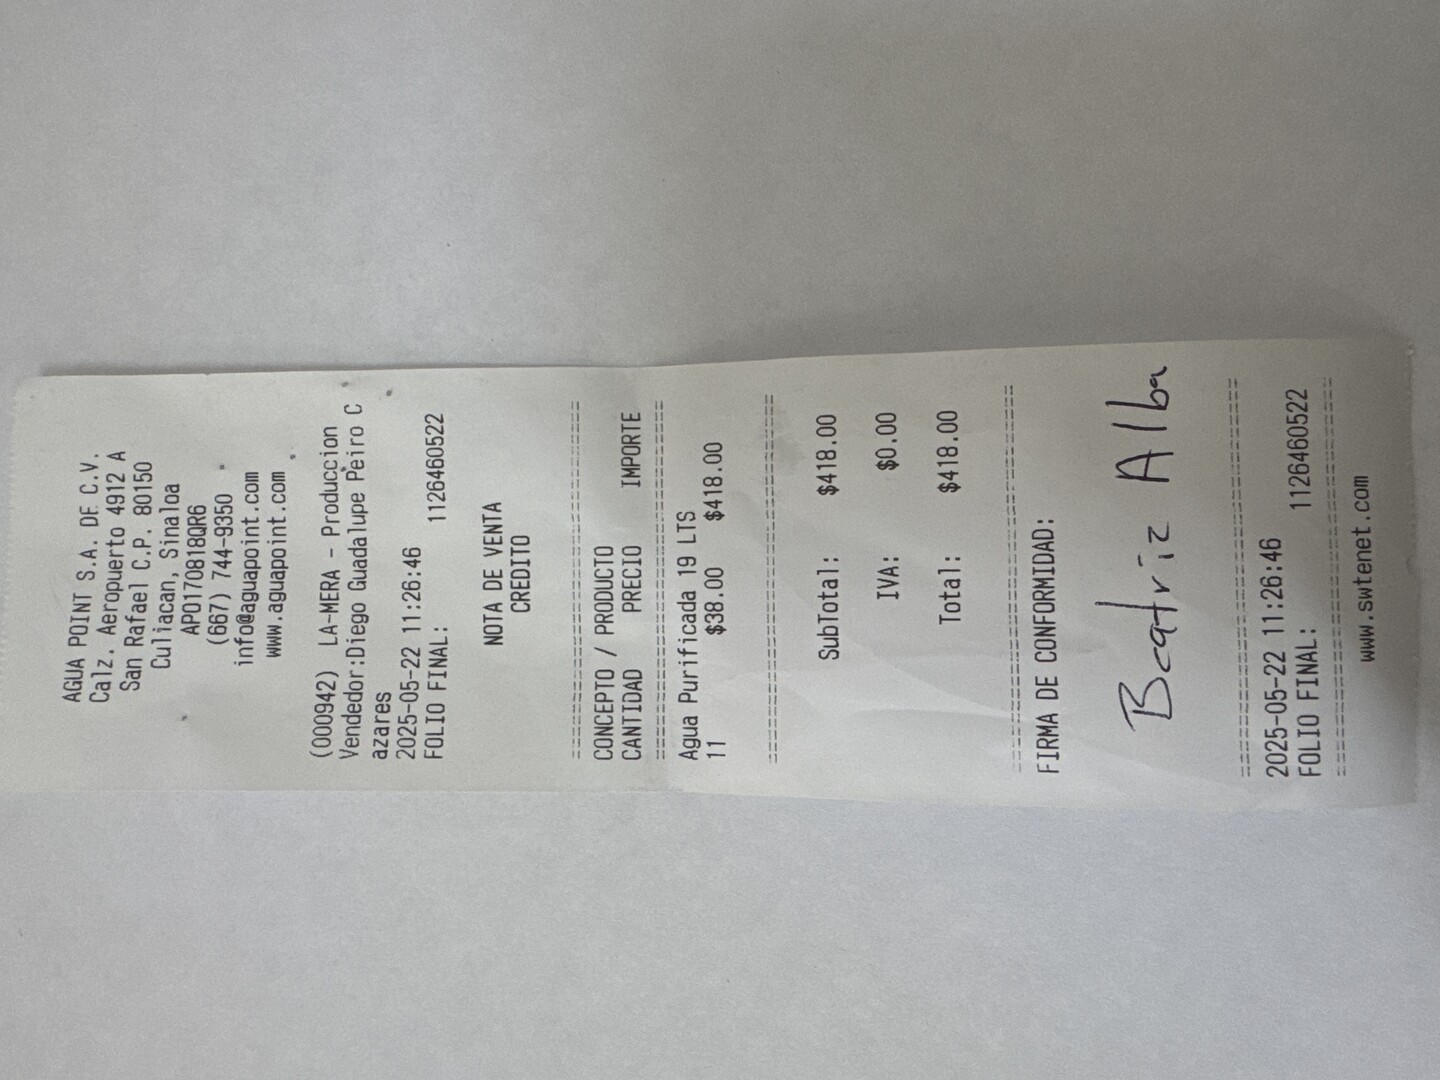 AGUA POINT S.A. DE C.V.
Calz. Aeropuerto 4912 A
San Rafael C.P. 80150
Culiacan, Sinaloa
APO170818QR6
(667) 744-9350
info@aguapoint.com
www.aguapoint.com
(000942) LA-MERA - Produccion
Vendedor:Diego Guadalupe Peiro C
azares
2025-05-22 11:26:46
FOLIO FINAL: 1126460522
NOTA DE VENTA
CREDITO
================================
CONCEPTO / PRODUCTO
CANTIDAD PRECIO IMPORTE
================================
Agua Purificada 19 LTS
11 $38.00 $418.00
================================
SubTotal: $418.00
IVA: $0.00
Total: $418.00
================================
FIRMA DE CONFORMIDAD:
Beatriz Alba
================================
2025-05-22 11:26:46
FOLIO FINAL: 1126460522
================================
www.swtenet.com